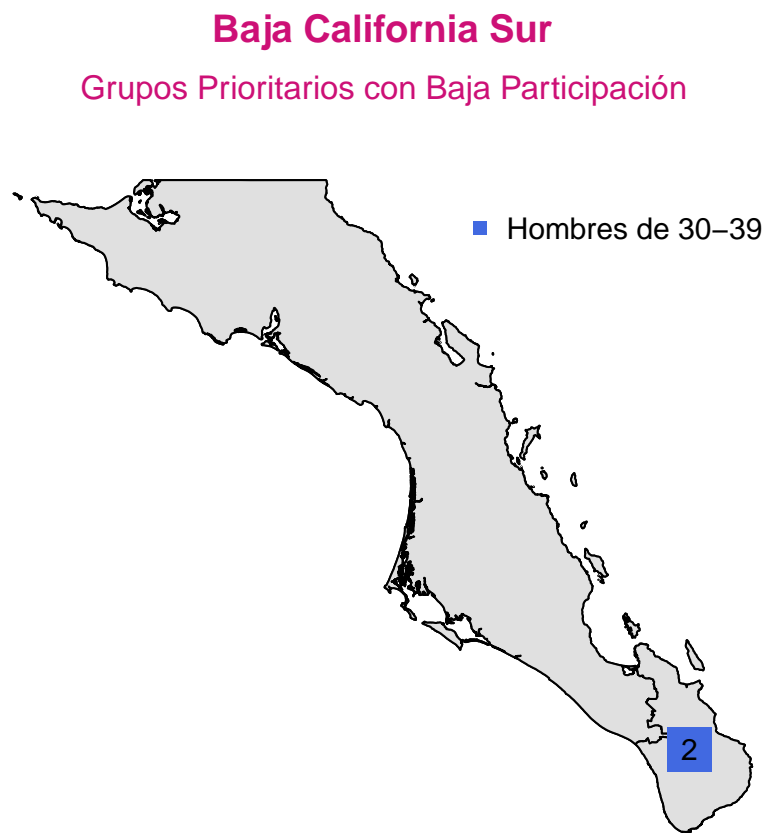 Baja California Sur
Grupos Prioritarios con Baja Participación
Hombres de 30–39
2